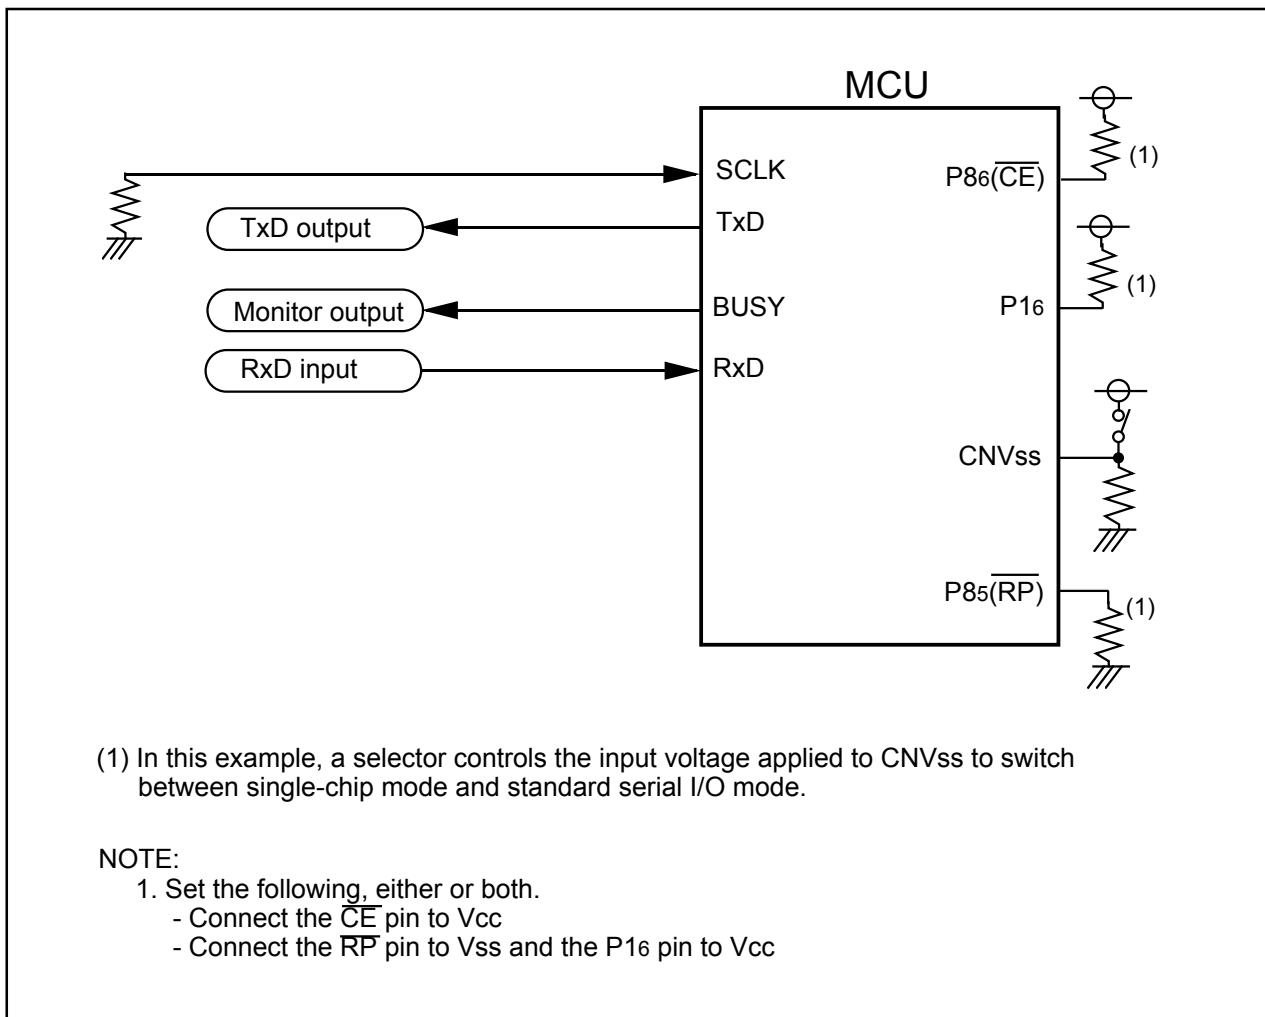 MCU
SCLK
P86(CE)
(1)
TxD output
TxD
Monitor output
BUSY
P16
(1)
RxD input
RxD
CNVss
P85(RP)
(1)
(1) In this example, a selector controls the input voltage applied to CNVss to switch
between single-chip mode and standard serial I/O mode.
NOTE:
1. Set the following, either or both.
- Connect the CE pin to Vcc
- Connect the RP pin to Vss and the P16 pin to Vcc